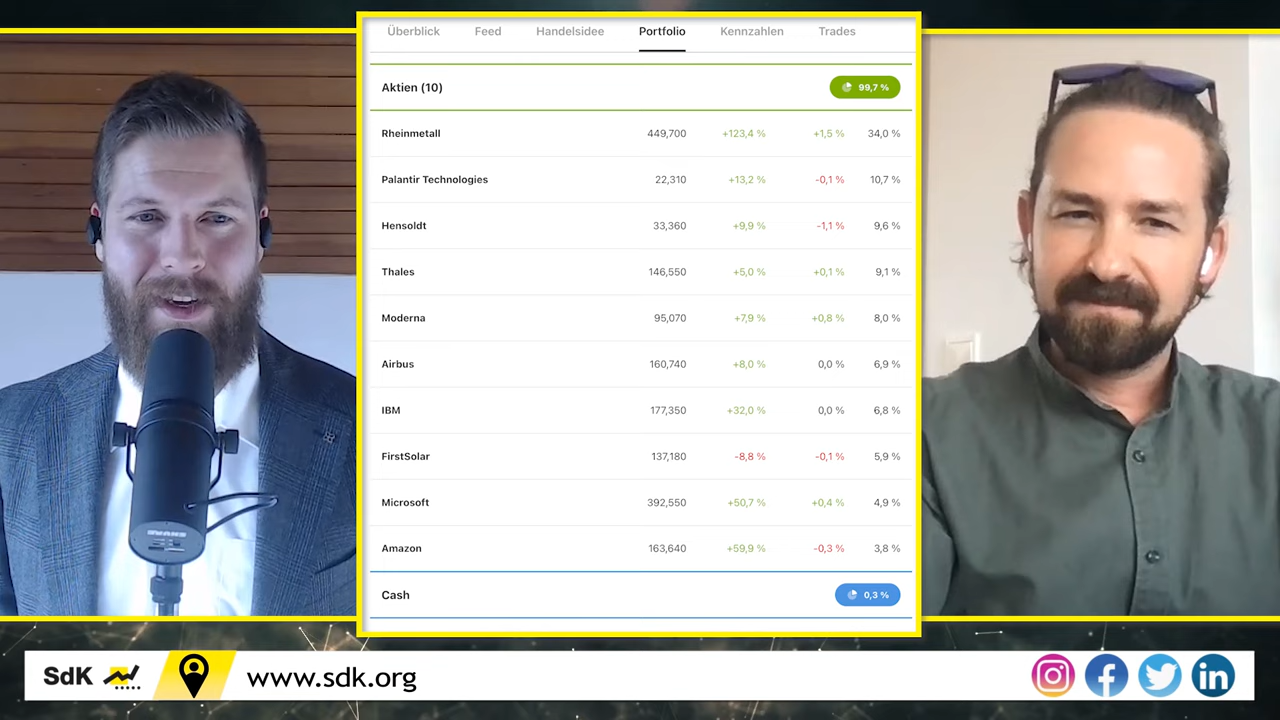 Überblick Feed Handelsidee Portfolio Kennzahlen Trades
Aktien (10) 99,7 %
Rheinmetall 449,700 +123,4 % +1,5 % 34,0 %
Palantir Technologies 22,310 +13,2 % -0,1 % 10,7 %
Hensoldt 33,360 +9,9 % -1,1 % 9,6 %
Thales 146,550 +5,0 % +0,1 % 9,1 %
Moderna 95,070 +7,9 % +0,8 % 8,0 %
Airbus 160,740 +8,0 % 0,0 % 6,9 %
IBM 177,350 +32,0 % 0,0 % 6,8 %
FirstSolar 137,180 -8,8 % -0,1 % 5,9 %
Microsoft 392,550 +50,7 % +0,4 % 4,9 %
Amazon 163,640 +59,9 % -0,3 % 3,8 %
Cash 0,3 %
SdK www.sdk.org